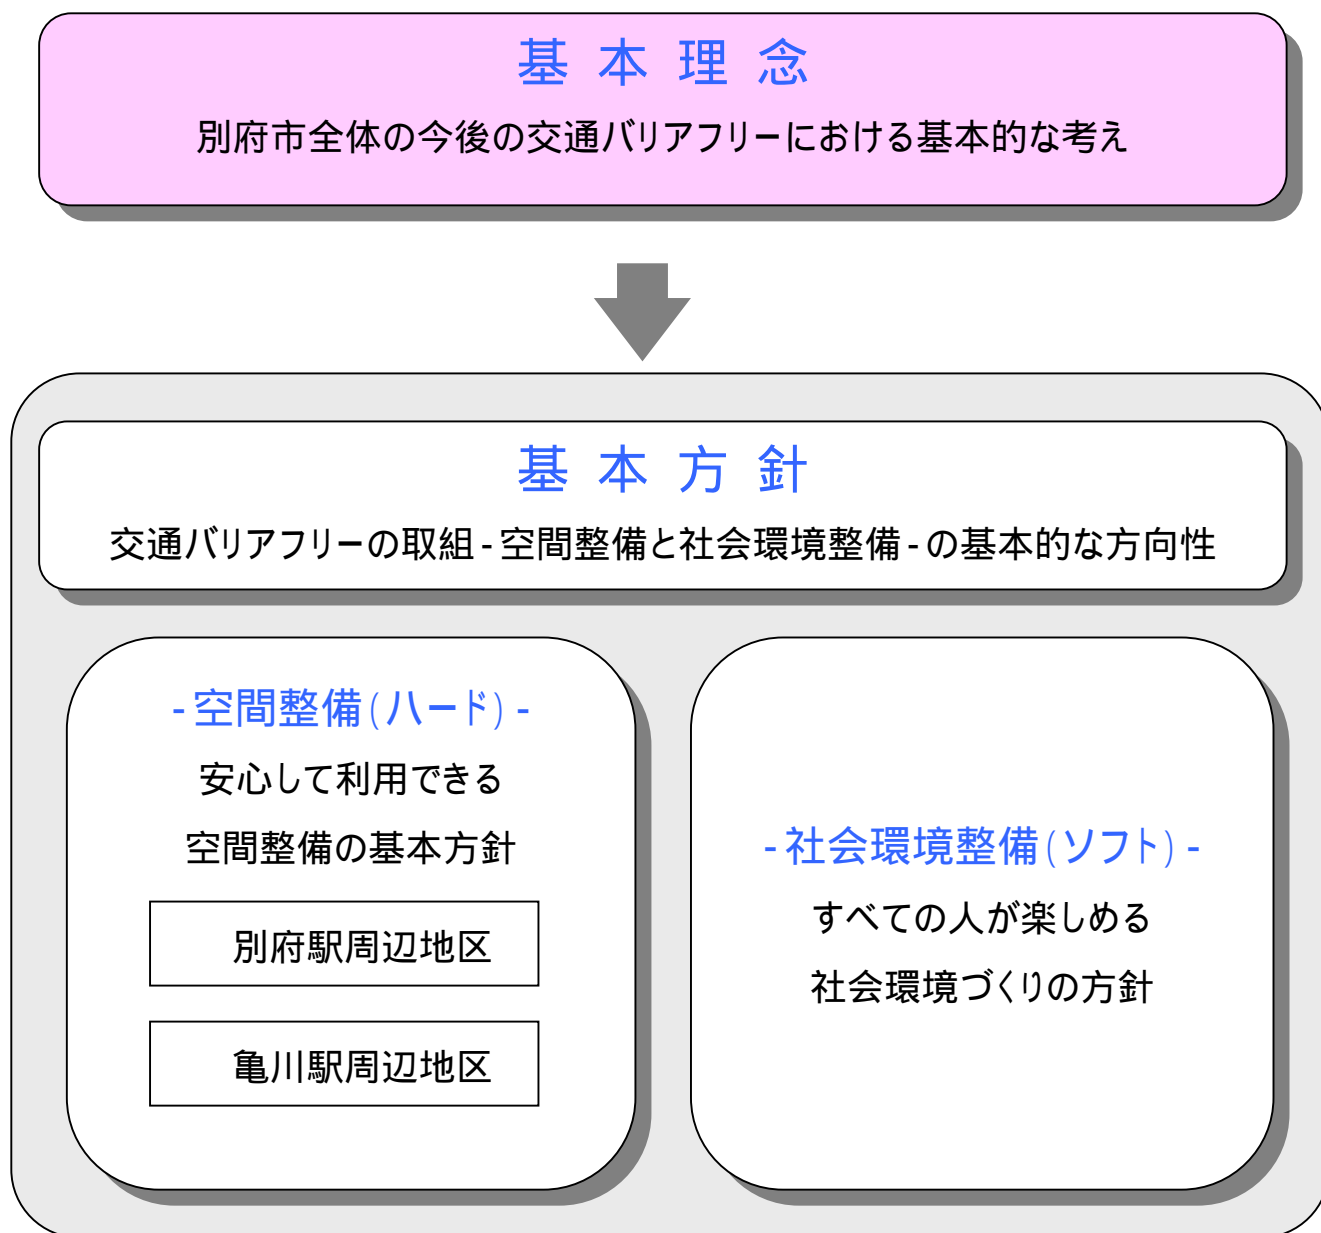 基本理念
別府市全体の今後の交通バリアフリーにおける基本的な考え
基本方針
交通バリアフリーの取組-空間整備と社会環境整備-の基本的な方向性
-空間整備(ハード)-
安心して利用できる
空間整備の基本方針
別府駅周辺地区
亀川駅周辺地区
-社会環境整備(ソフト)-
すべての人が楽しめる
社会環境づくりの方針